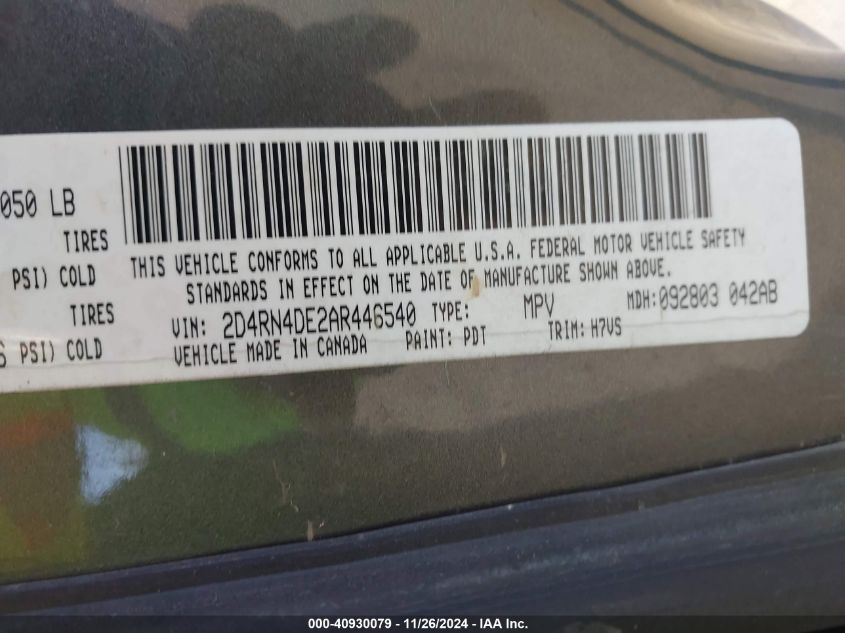 050 LB
TIRES
PSI) COLD
TIRES
PSI) COLD
THIS VEHICLE CONFORMS TO ALL APPLICABLE U.S.A. FEDERAL MOTOR VEHICLE SAFETY
STANDARDS IN EFFECT ON THE DATE OF MANUFACTURE SHOWN ABOVE.
VIN: 2D4RN4DE2AR446540 TYPE: MPV MDH: 092803 042AB
VEHICLE MADE IN CANADA PAINT: PDT TRIM: H7VS
000-40930079 - 11/26/2024 - IAA Inc.